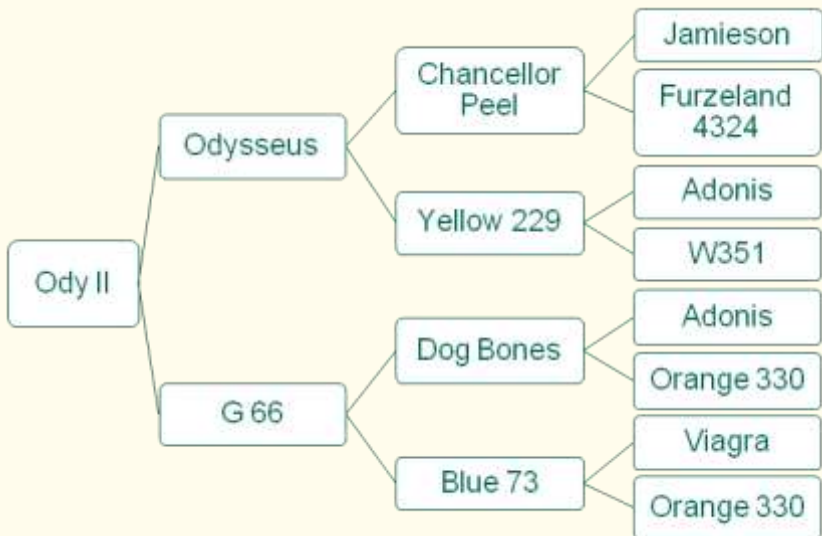 Jamieson
Chancellor
Peel
Furzeland
4324
Odysseus
Adonis
Yellow 229
W351
Ody II
Adonis
Dog Bones
Orange 330
G 66
Viagra
Blue 73
Orange 330